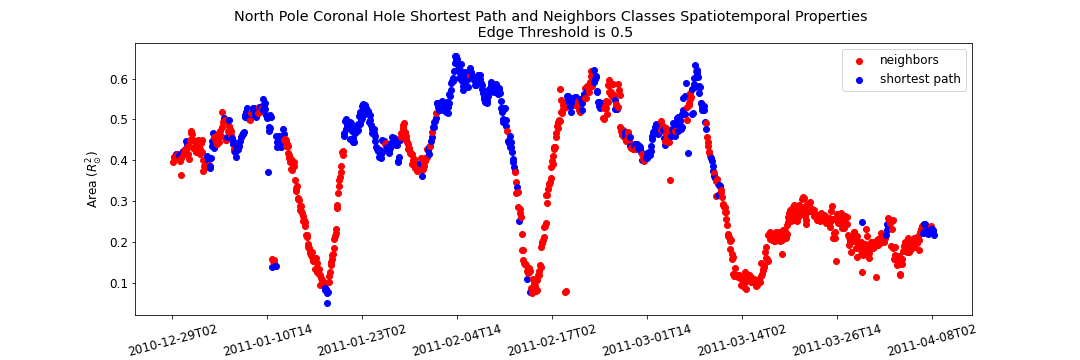 North Pole Coronal Hole Shortest Path and Neighbors Classes Spatiotemporal Properties
Edge Threshold is 0.5
neighbors
shortest path
Area (R²⊙)
0.6
0.5
0.4
0.3
0.2
0.1
2010-12-29T02
2011-01-10T14
2011-01-23T02
2011-02-04T14
2011-02-17T02
2011-03-01T14
2011-03-14T02
2011-03-26T14
2011-04-08T02